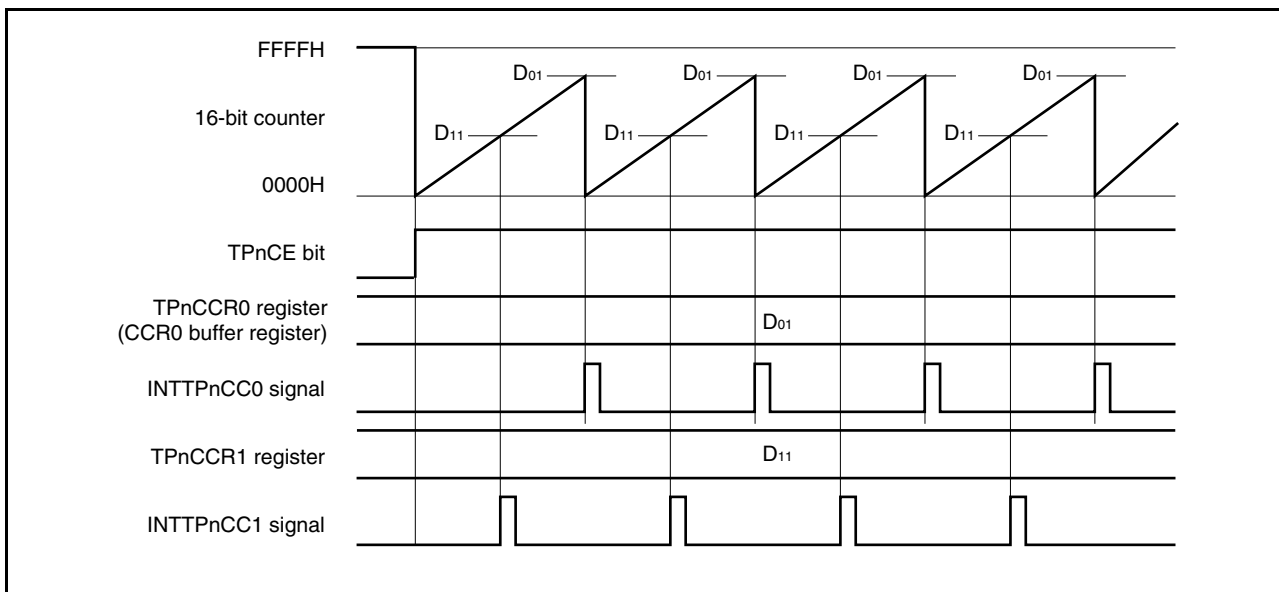 FFFFH
D01 D01 D01 D01
16-bit counter
D11 D11 D11 D11
0000H
TPnCE bit
TPnCCR0 register
(CCR0 buffer register)
D01
INTTPnCC0 signal
TPnCCR1 register
D11
INTTPnCC1 signal